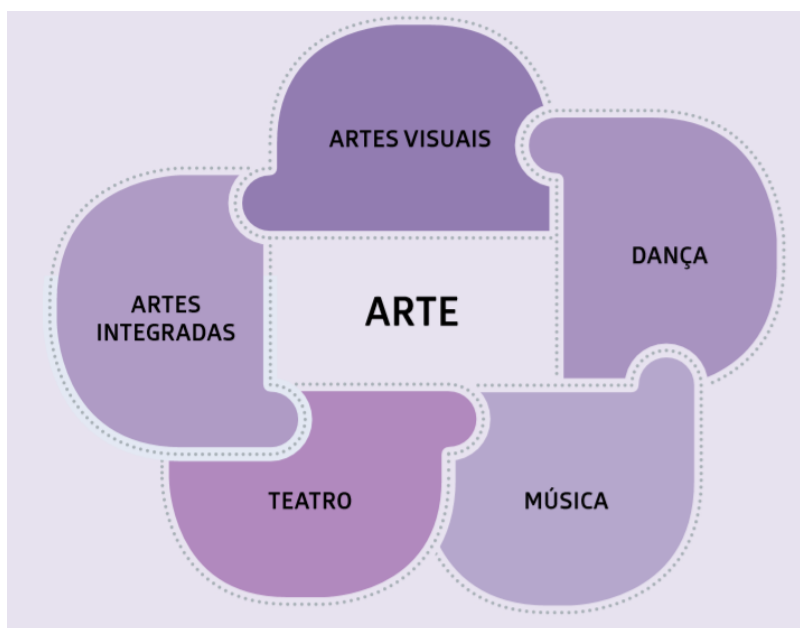 ARTES VISUAIS
DANÇA
ARTES
INTEGRADAS
ARTE
TEATRO
MÚSICA